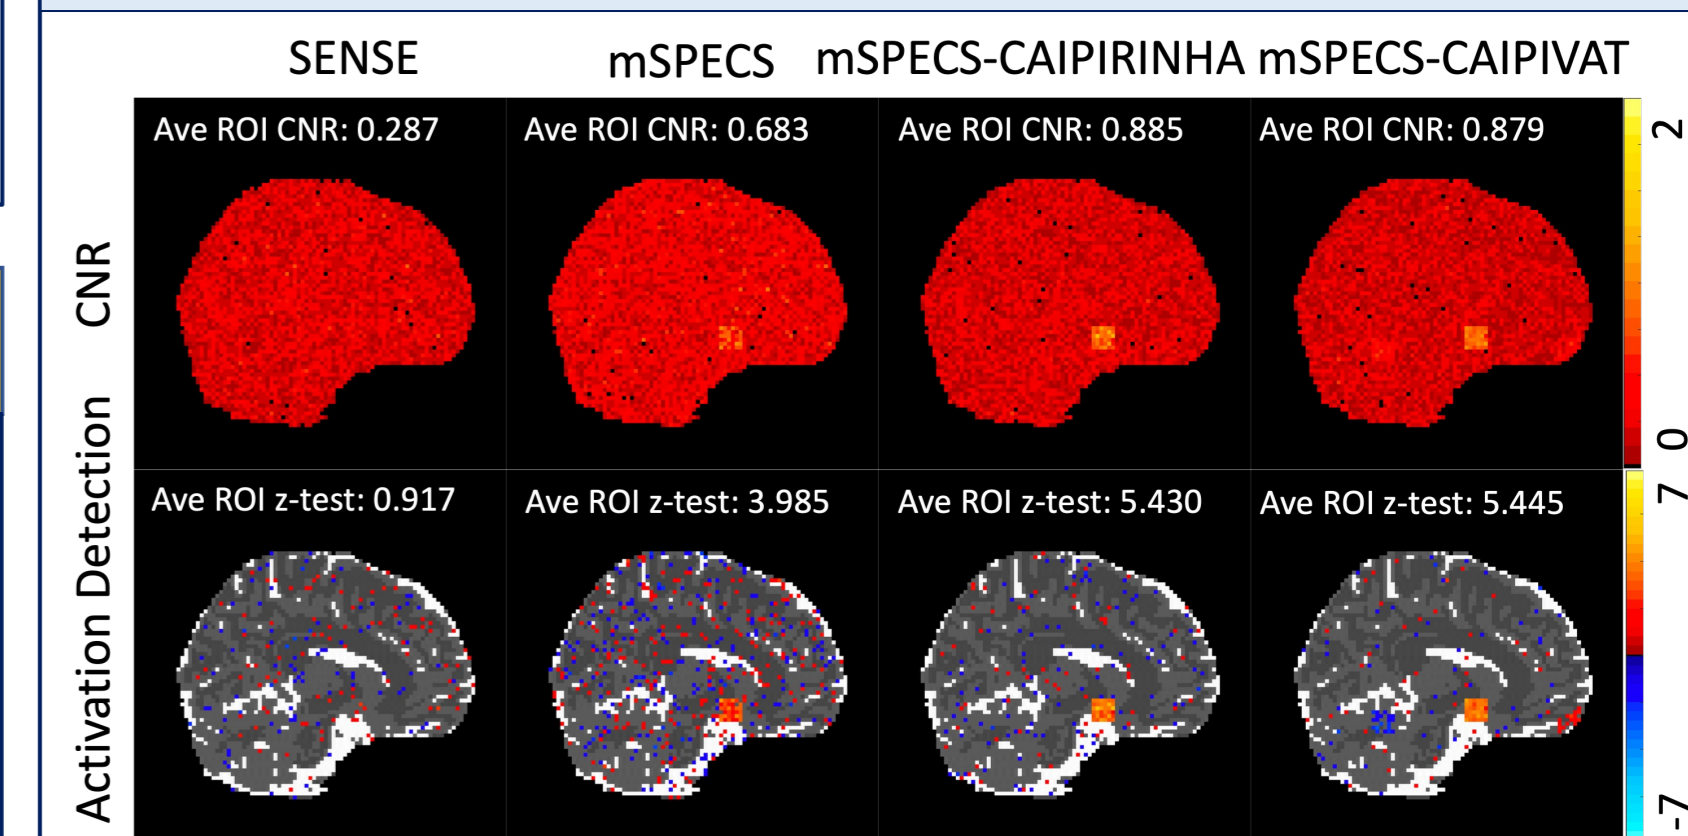 SENSE mSPECS mSPECS-CAIPIRINHA mSPECS-CAIPIVAT
CNR
Ave ROI CNR: 0.287 Ave ROI CNR: 0.683 Ave ROI CNR: 0.885 Ave ROI CNR: 0.879
2
0
Activation Detection
Ave ROI z-test: 0.917 Ave ROI z-test: 3.985 Ave ROI z-test: 5.430 Ave ROI z-test: 5.445
7
-7